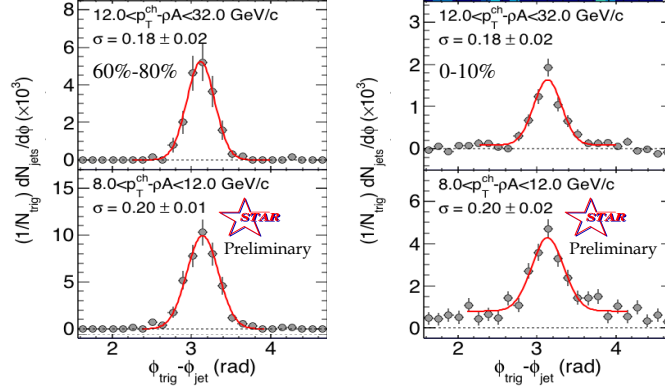 12.0<p_T^ch-ρA<32.0 GeV/c
σ = 0.18 ± 0.02
60%-80%
6
4
2
0
8.0<p_T^ch-ρA<12.0 GeV/c
σ = 0.20 ± 0.01
STAR
Preliminary
15
10
5
0
(1/N_trig) dN_jets/dϕ (×10³)
2
3
4
ϕ_trig-ϕ_jet (rad)
12.0<p_T^ch-ρA<32.0 GeV/c
σ = 0.18 ± 0.02
0-10%
3
2
1
0
8.0<p_T^ch-ρA<12.0 GeV/c
σ = 0.20 ± 0.02
STAR
Preliminary
6
4
2
0
(1/N_trig) dN_jets/dϕ (×10³)
2
3
4
ϕ_trig-ϕ_jet (rad)